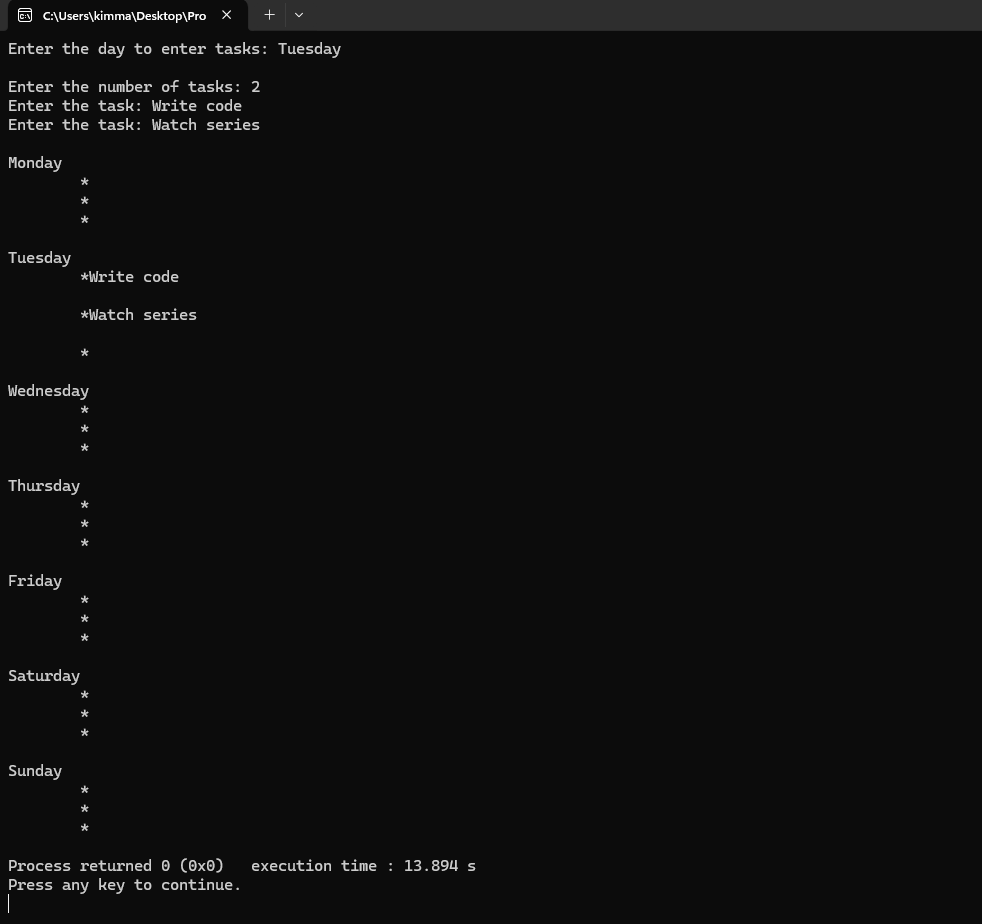 C:\Users\kimma\Desktop\Pro
Enter the day to enter tasks: Tuesday
Enter the number of tasks: 2
Enter the task: Write code
Enter the task: Watch series
Monday
*
*
*
Tuesday
*Write code
*Watch series
*
Wednesday
*
*
*
Thursday
*
*
*
Friday
*
*
*
Saturday
*
*
*
Sunday
*
*
*
Process returned 0 (0x0)   execution time : 13.894 s
Press any key to continue.